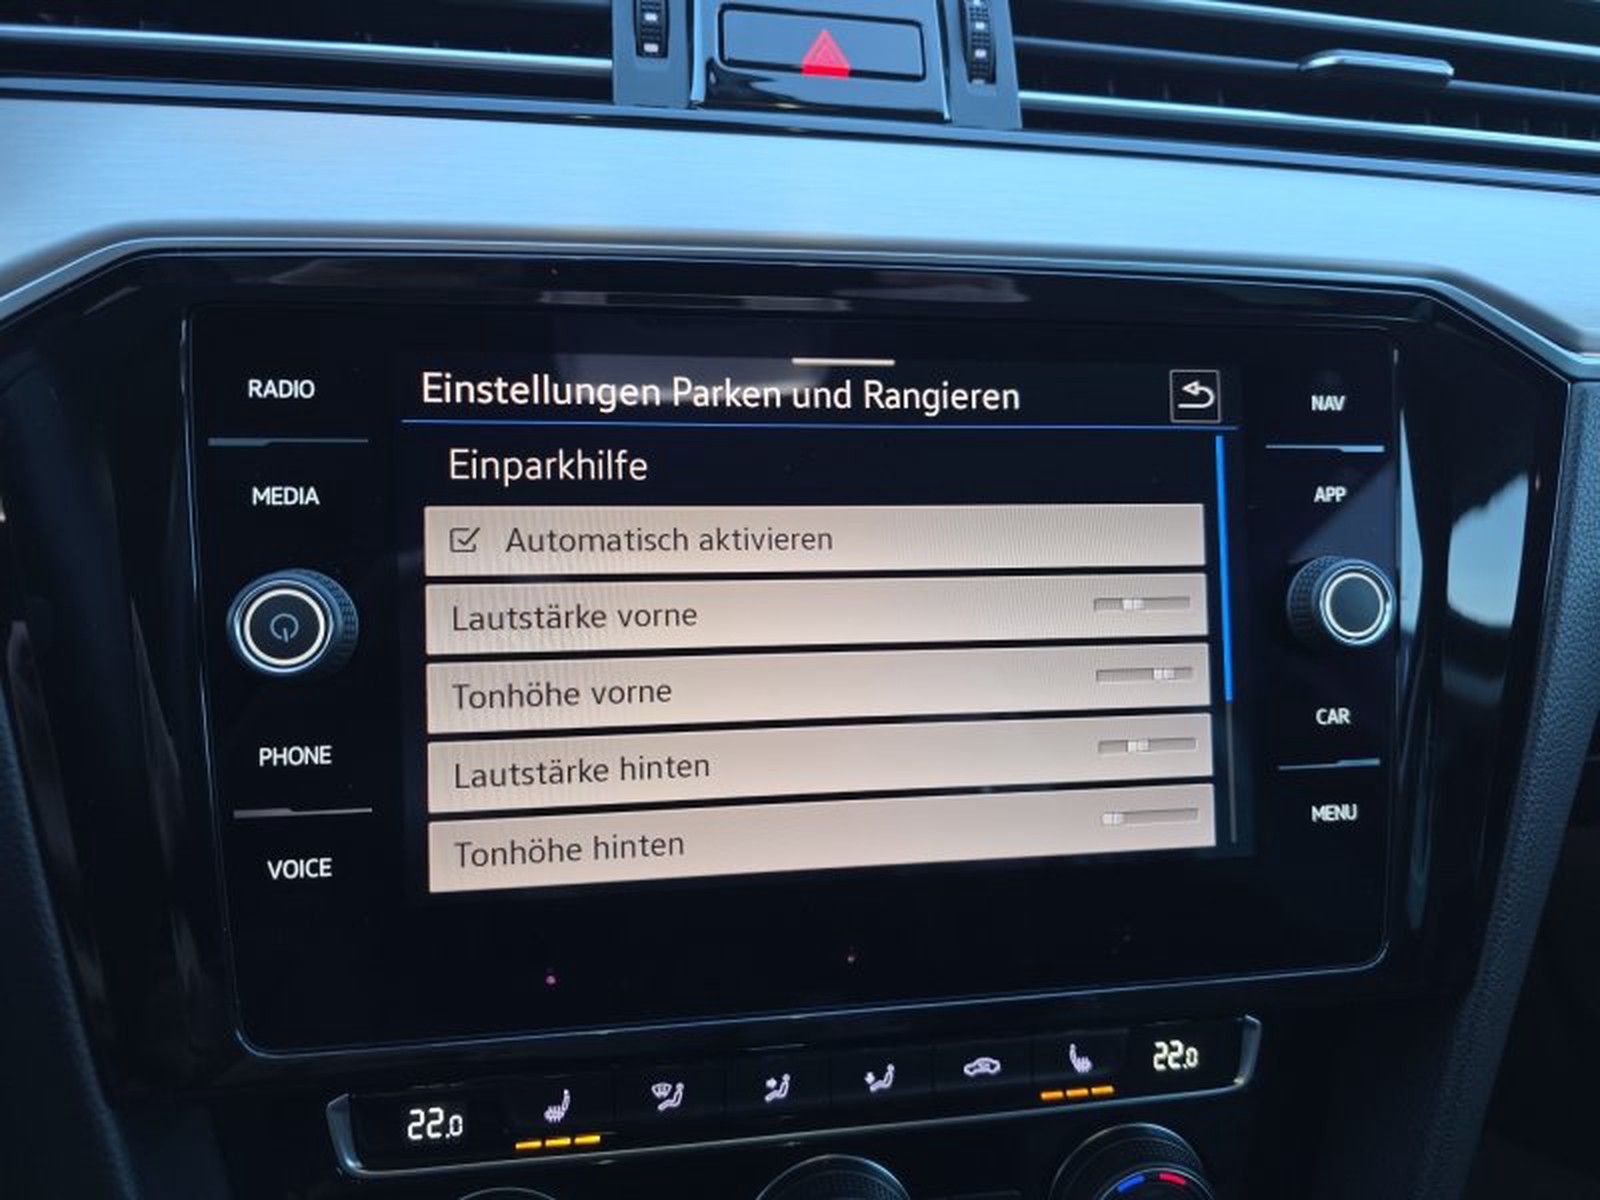 RADIO
MEDIA
PHONE
VOICE
Einstellungen Parken und Rangieren
Einparkhilfe
Automatisch aktivieren
Lautstärke vorne
Tonhöhe vorne
Lautstärke hinten
Tonhöhe hinten
NAV
APP
CAR
MENU
22.0
22.0